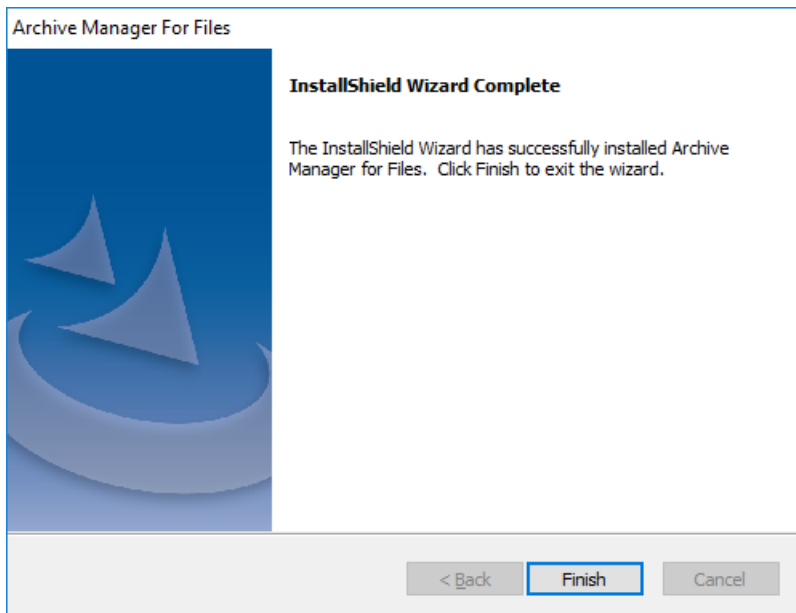 Archive Manager For Files
InstallShield Wizard Complete
The InstallShield Wizard has successfully installed Archive
Manager for Files.  Click Finish to exit the wizard.
< Back
Finish
Cancel